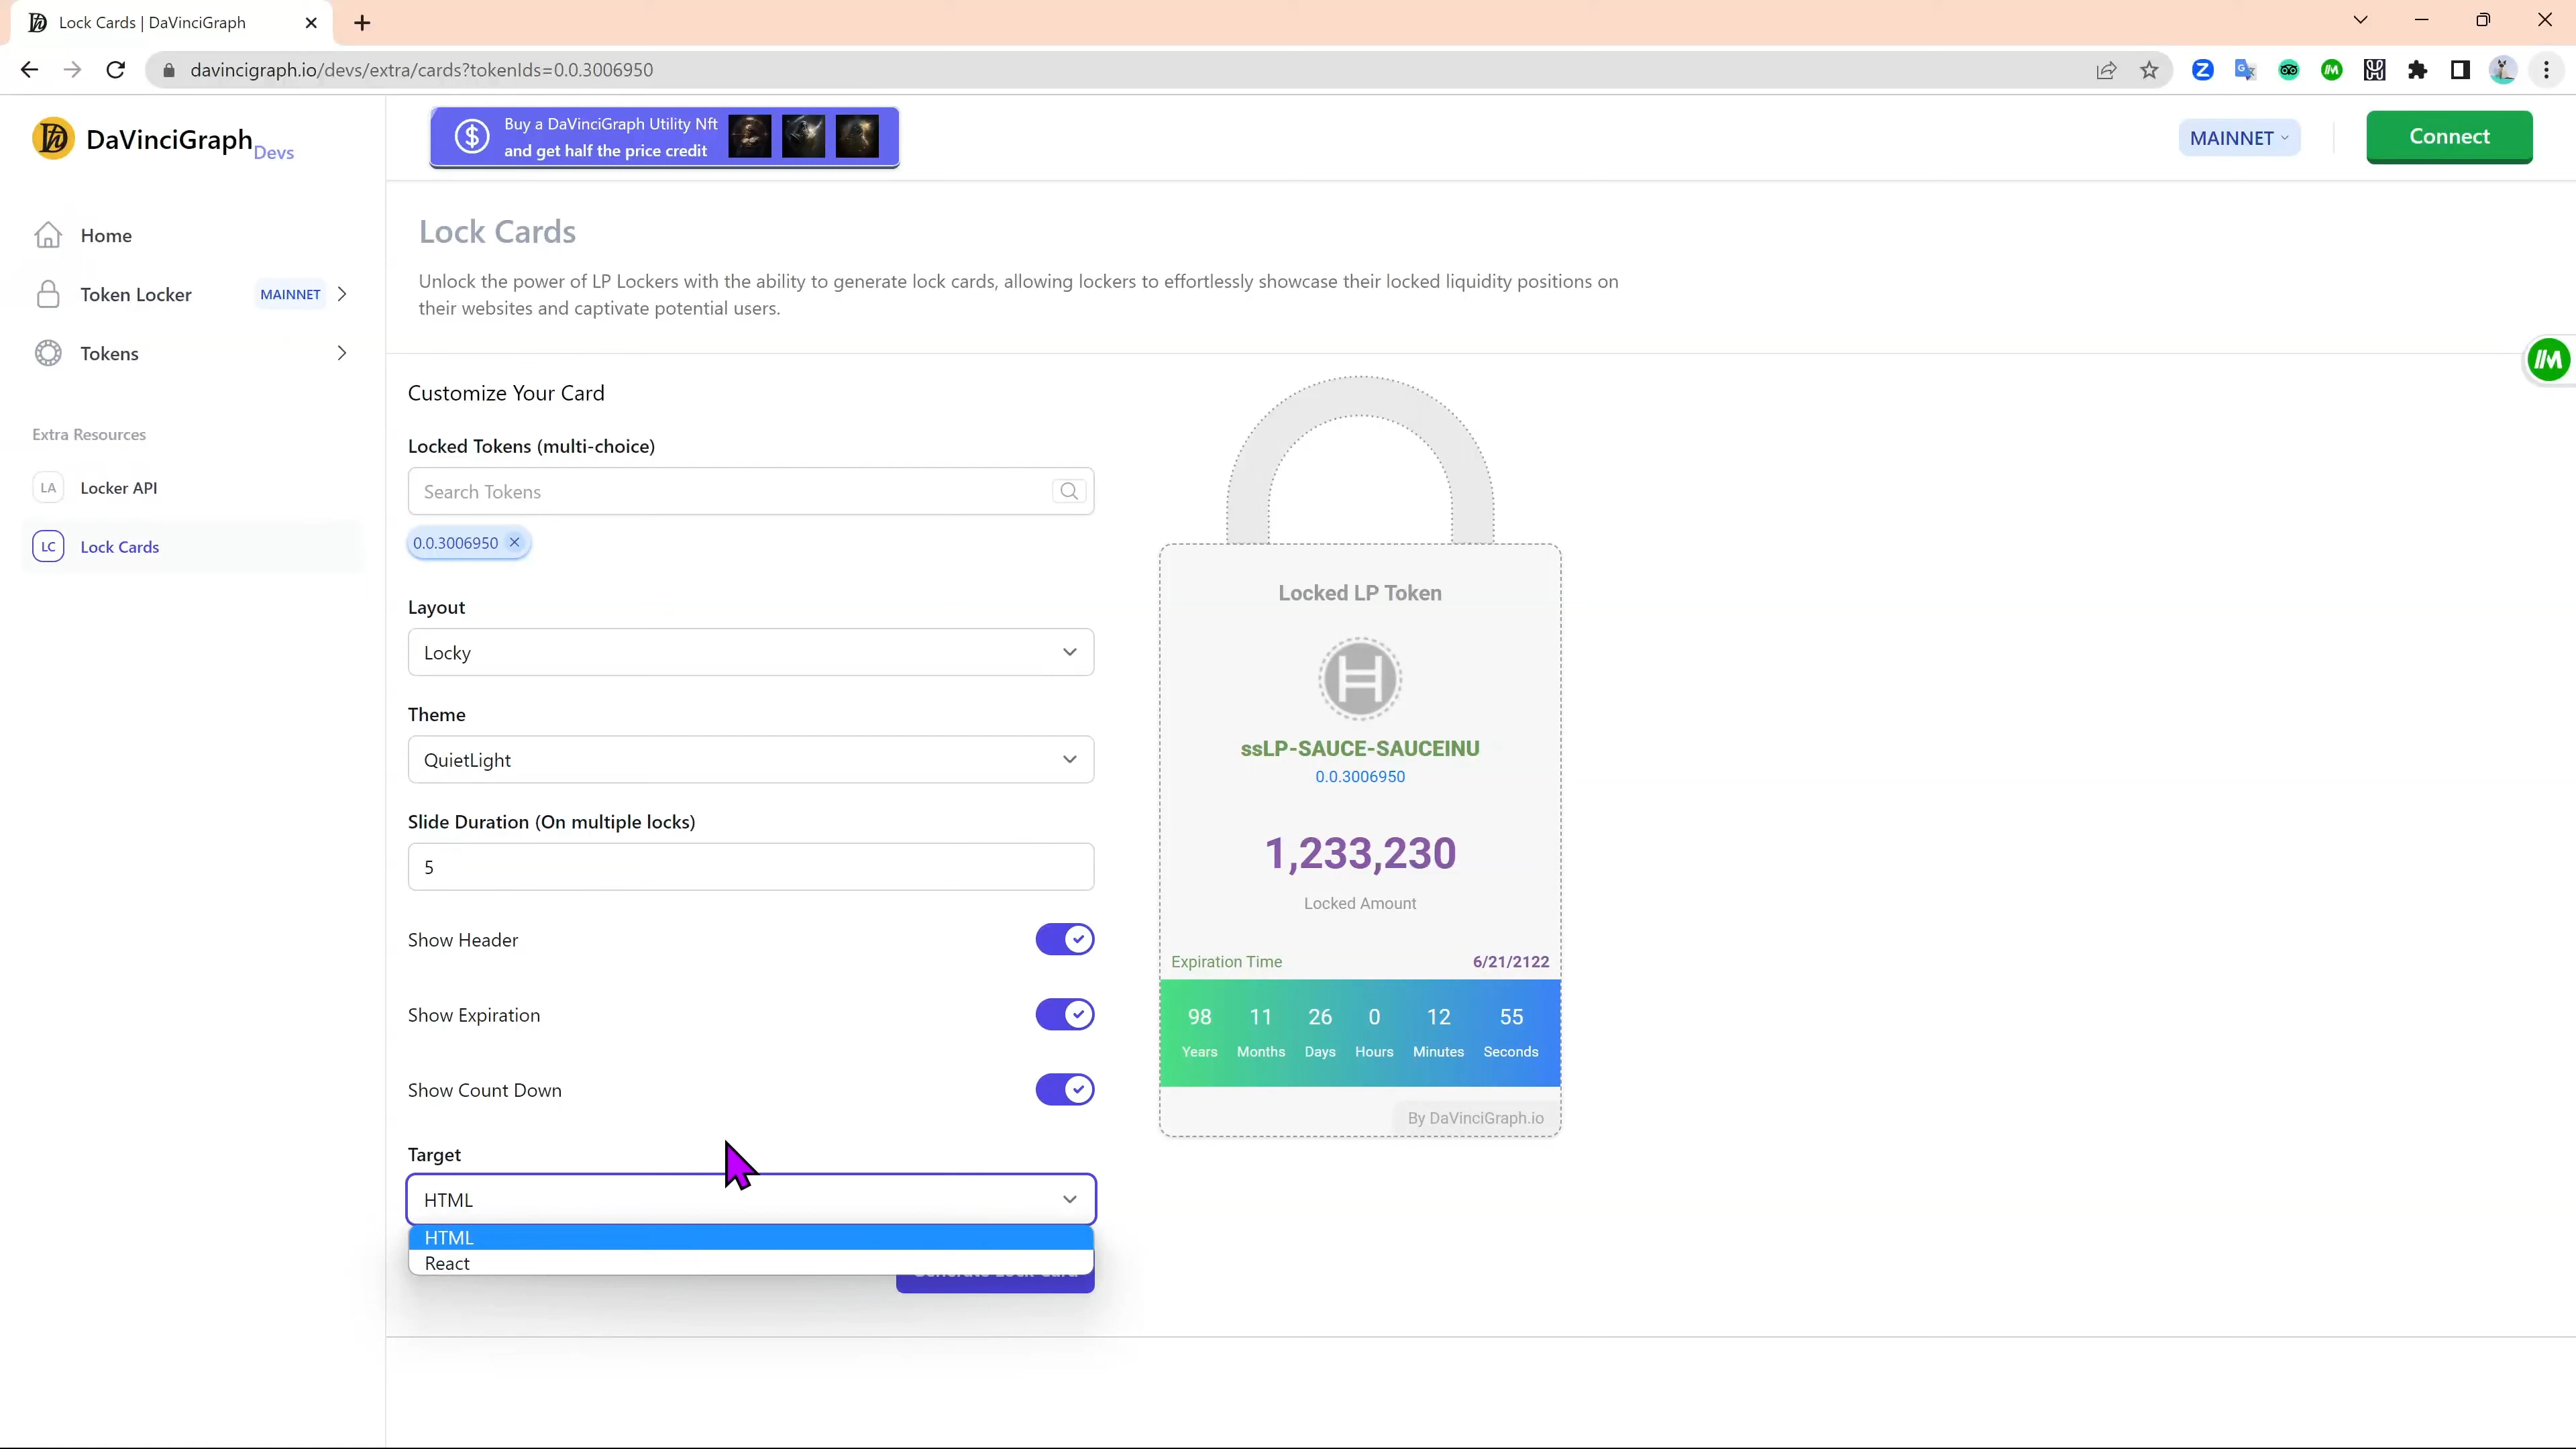 Lock Cards | DaVinciGraph
davincigraph.io/devs/extra/cards?tokenIds=0.0.3006950
DaVinciGraph Devs
Buy a DaVinciGraph Utility Nft
and get half the price credit
MAINNET
Connect
Home
Token Locker
MAINNET
Tokens
Extra Resources
LA
Locker API
LC
Lock Cards
Lock Cards
Unlock the power of LP Lockers with the ability to generate lock cards, allowing lockers to effortlessly showcase their locked liquidity positions on
their websites and captivate potential users.
Customize Your Card
Locked Tokens (multi-choice)
Search Tokens
0.0.3006950
Layout
Locky
Theme
QuietLight
Slide Duration (On multiple locks)
5
Show Header
Show Expiration
Show Count Down
Target
HTML
HTML
React
Generate Lock Card
Locked LP Token
ssLP-SAUCE-SAUCEINU
0.0.3006950
1,233,230
Locked Amount
Expiration Time 6/21/2122
98 11 26 0 12 55
Years Months Days Hours Minutes Seconds
By DaVinciGraph.io